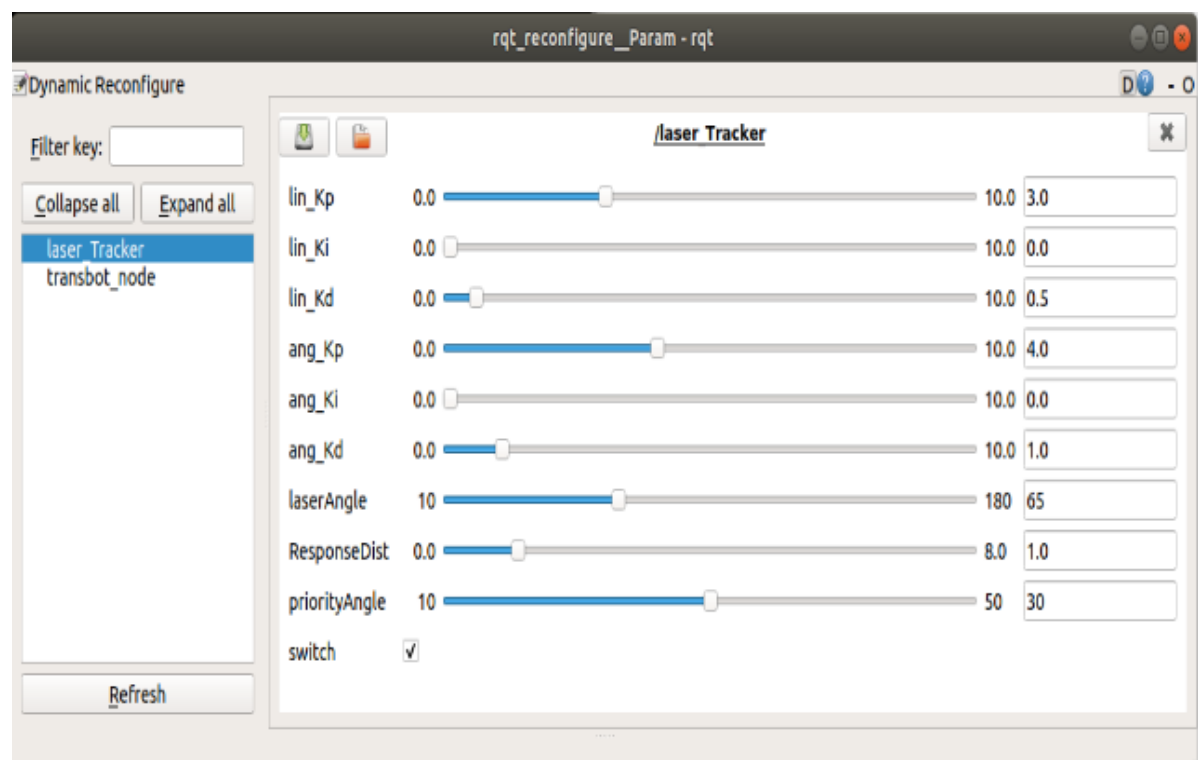 rqt_reconfigure__Param - rqt
Dynamic Reconfigure
D? - O
Filter key:
Collapse all Expand all
laser_Tracker
transbot_node
Refresh
/laser_Tracker
lin_Kp 0.0 10.0 3.0
lin_Ki 0.0 10.0 0.0
lin_Kd 0.0 10.0 0.5
ang_Kp 0.0 10.0 4.0
ang_Ki 0.0 10.0 0.0
ang_Kd 0.0 10.0 1.0
laserAngle 10 180 65
ResponseDist 0.0 8.0 1.0
priorityAngle 10 50 30
switch